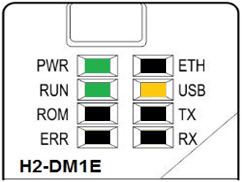 PWR ETH
RUN USB
ROM TX
ERR RX
H2-DM1E